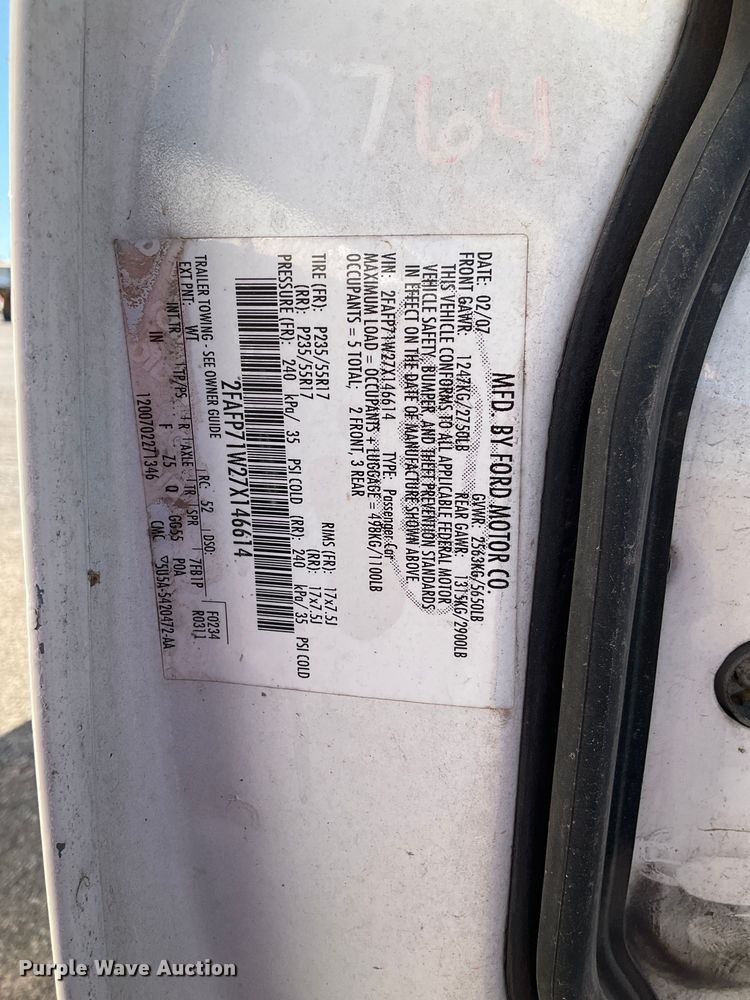 15764
MFD. BY FORD MOTOR CO.
DATE: 02/07 GVWR: 2563KG/5650LB
FRONT GAWR: 1247KG/2750LB REAR GAWR: 1315KG/2900LB
THIS VEHICLE CONFORMS TO ALL APPLICABLE FEDERAL MOTOR
VEHICLE SAFETY, BUMPER, AND THEFT PREVENTION STANDARDS
IN EFFECT ON THE DATE OF MANUFACTURE SHOWN ABOVE.
VIN: 2FAFP71W27X146614 TYPE: Passenger Car
MAXIMUM LOAD = OCCUPANTS + LUGGAGE = 498KG/1100LB
OCCUPANTS = 5 TOTAL; 2 FRONT, 3 REAR
TIRE (FR): P235/55R17 RIMS (FR): 17x7.5J
(RR): P235/55R17 (RR): 17x7.5J
PRESSURE (FR): 240 kPa/ 35 PSI COLD (RR): 240 kPa/35 PSI COLD
2FAFP71W27X146614
TRAILER TOWING - SEE OWNER GUIDE
EXT PNT: WT RC: 52 DSO: F0234
INT TR TP/PS R AXLE TR SPR 7FB1P R0311
IN F Z5 Q GG55 POA
1200702271346 CMC 5U5A-5420472-AA
Purple Wave Auction